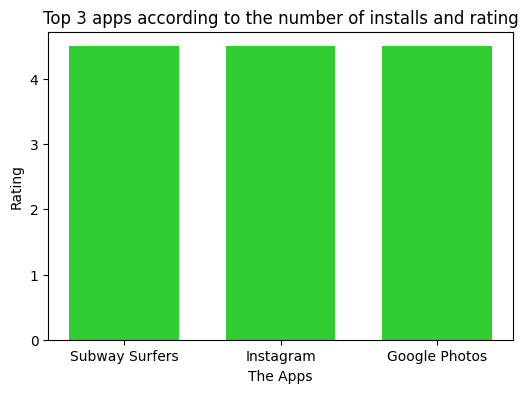 Top 3 apps according to the number of installs and rating
4
3
2
1
0
Rating
Subway Surfers Instagram Google Photos
The Apps